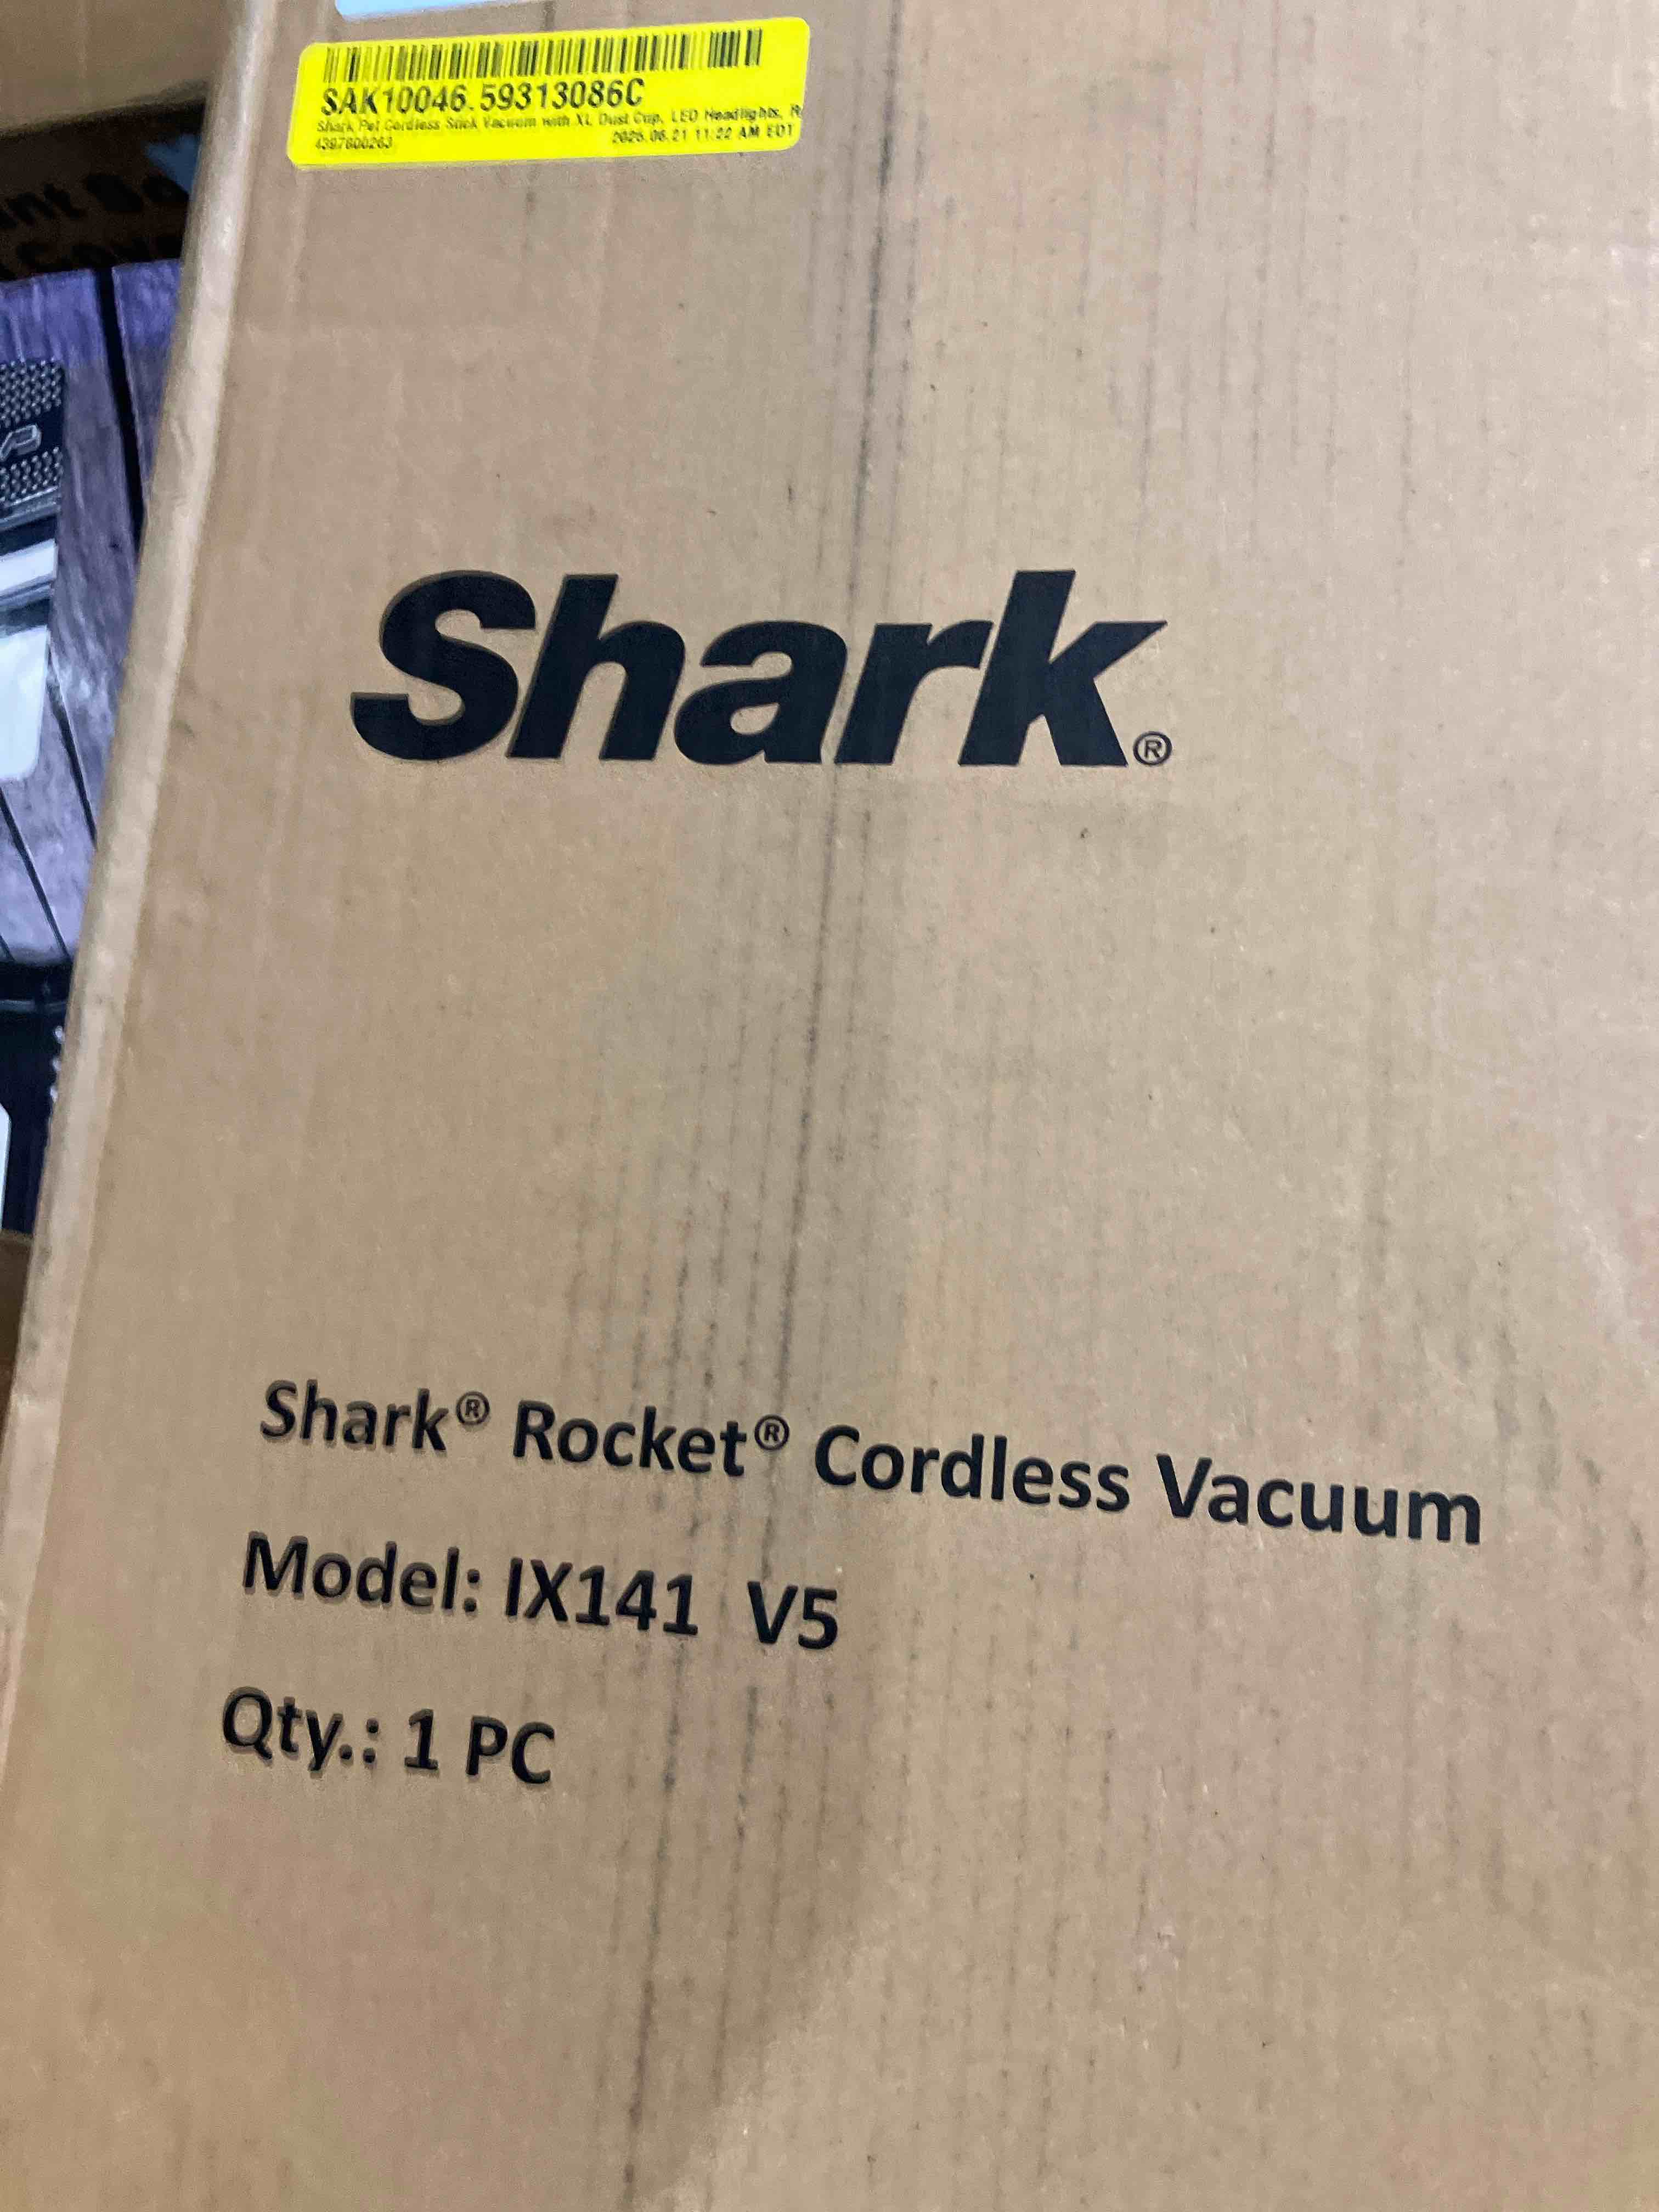 SAK10046.59313086C
Shark Pet Cordless Stick Vacuum with XL Dust Cup, LED Headlights, R
4397800263
2025.06.21 11:22 AM EDT
Shark®
Shark® Rocket® Cordless Vacuum
Model: IX141 V5
Qty.: 1 PC